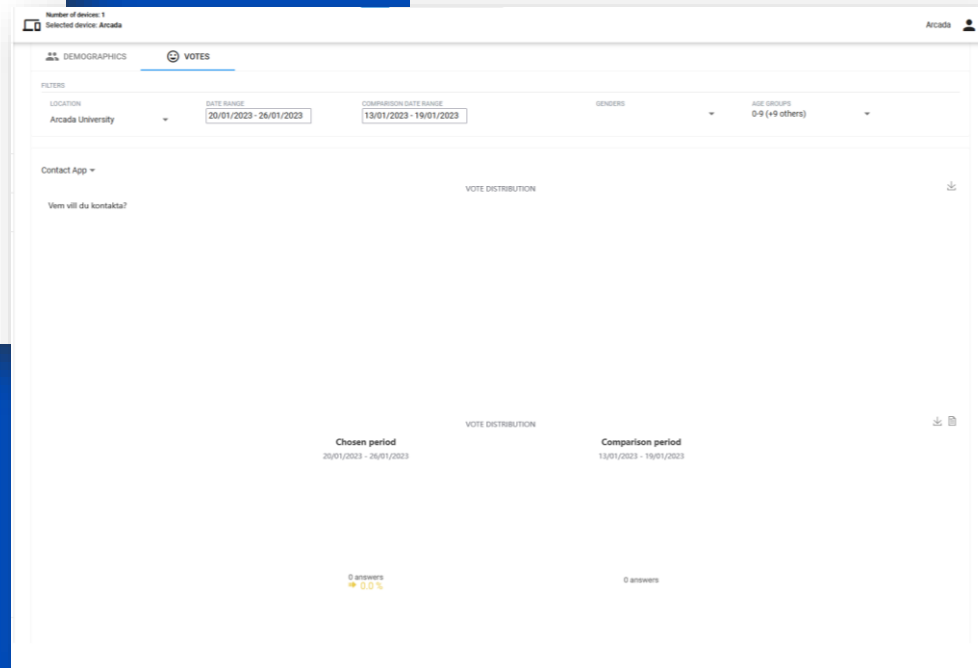 Number of devices: 1
Selected device: Arcada
Arcada
DEMOGRAPHICS
VOTES
FILTERS
LOCATION
DATE RANGE
COMPARISON DATE RANGE
GENDERS
AGE GROUPS
Arcada University
20/01/2023 - 26/01/2023
13/01/2023 - 19/01/2023
0-9 (+9 others)
Contact App
VOTE DISTRIBUTION
Vem vill du kontakta?
VOTE DISTRIBUTION
Chosen period
Comparison period
20/01/2023 - 26/01/2023
13/01/2023 - 19/01/2023
0 answers
0 answers
0,0 %